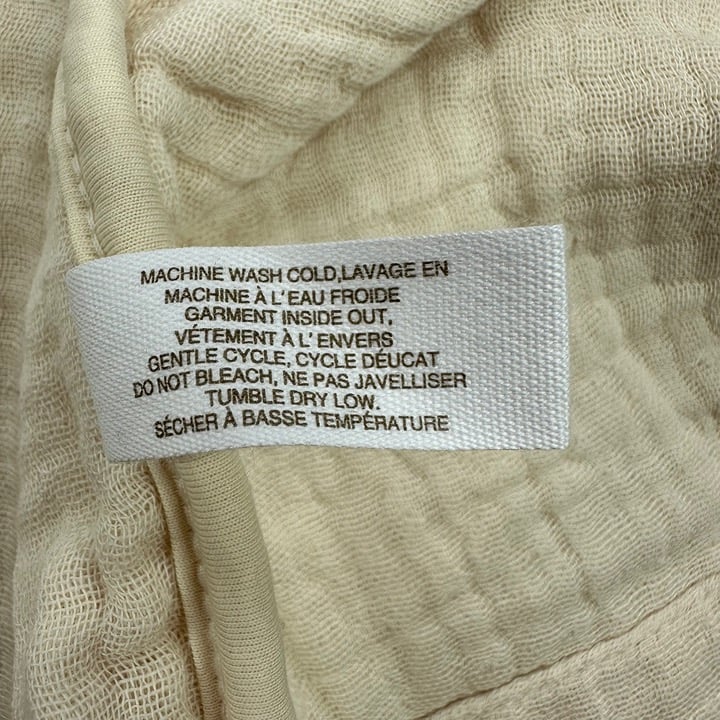 MACHINE WASH COLD,LAVAGE EN
MACHINE À L'EAU FROIDE
GARMENT INSIDE OUT,
VÉTEMENT À L' ENVERS
GENTLE CYCLE, CYCLE DÉUCAT
DO NOT BLEACH, NE PAS JAVELLISER
TUMBLE DRY LOW.
SÉCHER À BASSE TEMPÉRATURE